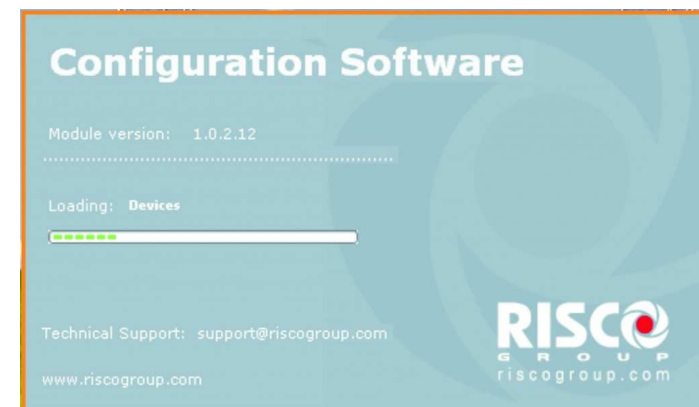 Configuration Software
Module version: 1.0.2.12
Loading: Devices
Technical Support: support@riscogroup.com
www.riscogroup.com
RISCO
GROUP
riscogroup.com